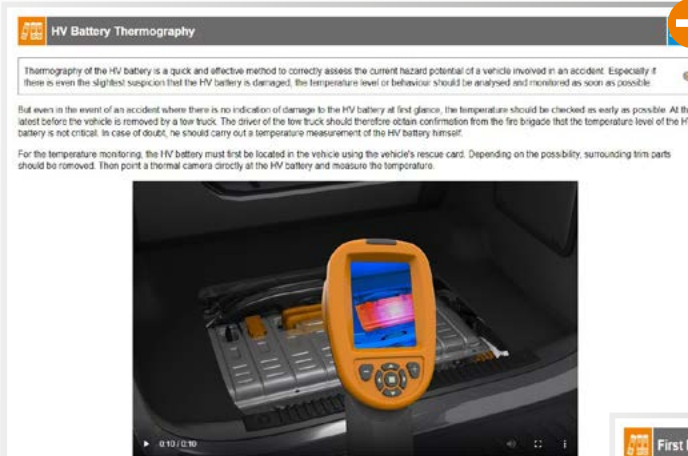 HV Battery Thermography
Thermography of the HV battery is a quick and effective method to correctly assess the current hazard potential of a vehicle involved in an accident. Especially if
there is even the slightest suspicion that the HV battery is damaged, the temperature level or behaviour should be analysed and monitored as soon as possible.
But even in the event of an accident where there is no indication of damage to the HV battery at first glance, the temperature should be checked as early as possible. At the
latest before the vehicle is removed by a tow truck. The driver of the tow truck should therefore obtain confirmation from the fire brigade that the temperature level of the HV
battery is not critical. In case of doubt, he should carry out a temperature measurement of the HV battery himself.
For the temperature monitoring, the HV battery must first be located in the vehicle using the vehicle's rescue card. Depending on the possibility, surrounding trim parts
should be removed. Then point a thermal camera directly at the HV battery and measure the temperature.
0:10 / 0:10
First